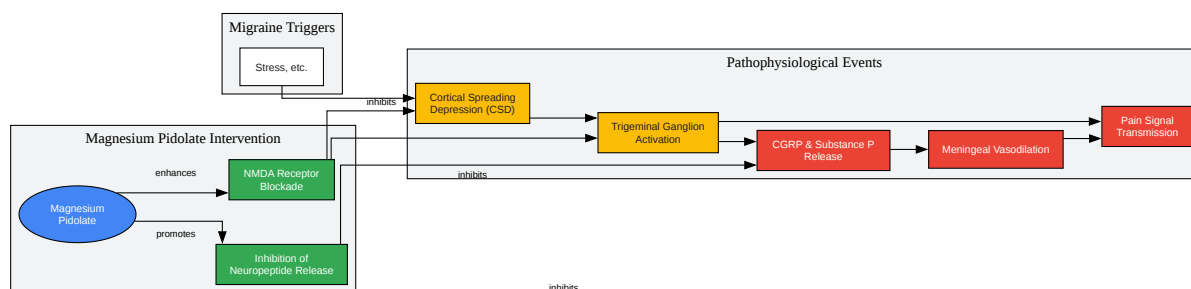 Migraine Triggers
Stress, etc.
Pathophysiological Events
inhibits
Cortical Spreading
Depression (CSD)
Trigeminal Ganglion
Activation
Pain Signal
Transmission
CGRP & Substance P
Release
Meningeal Vasodilation
Magnesium Pidolate Intervention
enhances
NMDA Receptor
Blockade
inhibits
Magnesium
Pidolate
promotes
Inhibition of
Neuropeptide Release
inhibits